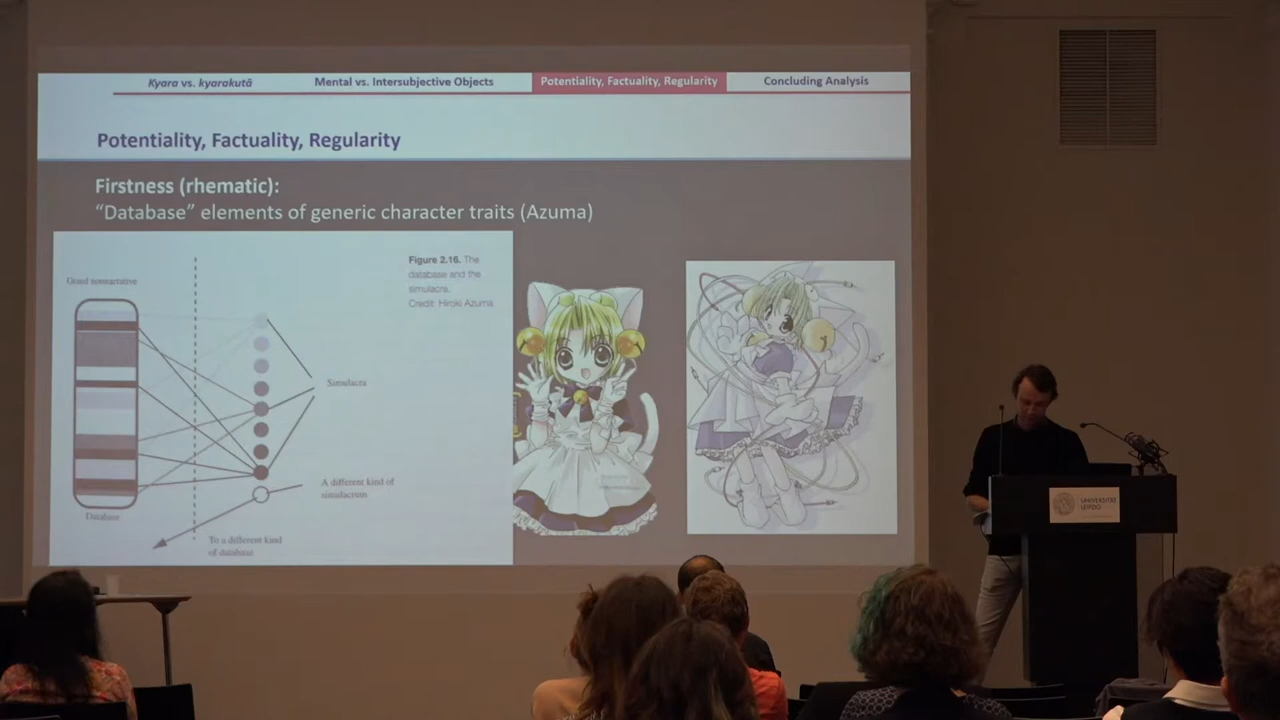 Kyara vs. kyarakutā
Mental vs. Intersubjective Objects
Potentiality, Factuality, Regularity
Concluding Analysis
Potentiality, Factuality, Regularity
Firstness (rhematic):
“Database” elements of generic character traits (Azuma)
Figure 2.16. The
database and the
simulacra.
Credit: Hiroki Azuma
Grand nonnarrative
Simulacra
A different kind of
simulacrum
Database
To a different kind
of database
UNIVERSITÄT
LEIPZIG